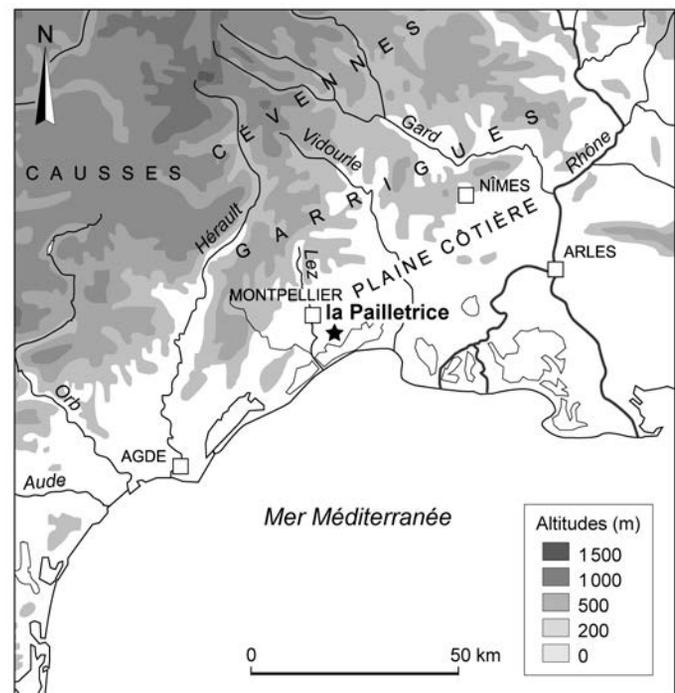 N
CÉVENNES
CAUSSES
Gard
Vidourle
GARRIGUES
Rhône
NÎMES
Hérault
Lez
PLAINE CÔTIÈRE
ARLES
MONTPELLIER
la Pailletrice
Orb
AGDE
Aude
Mer Méditerranée
Altitudes (m)
1 500
1 000
500
200
0
0 50 km